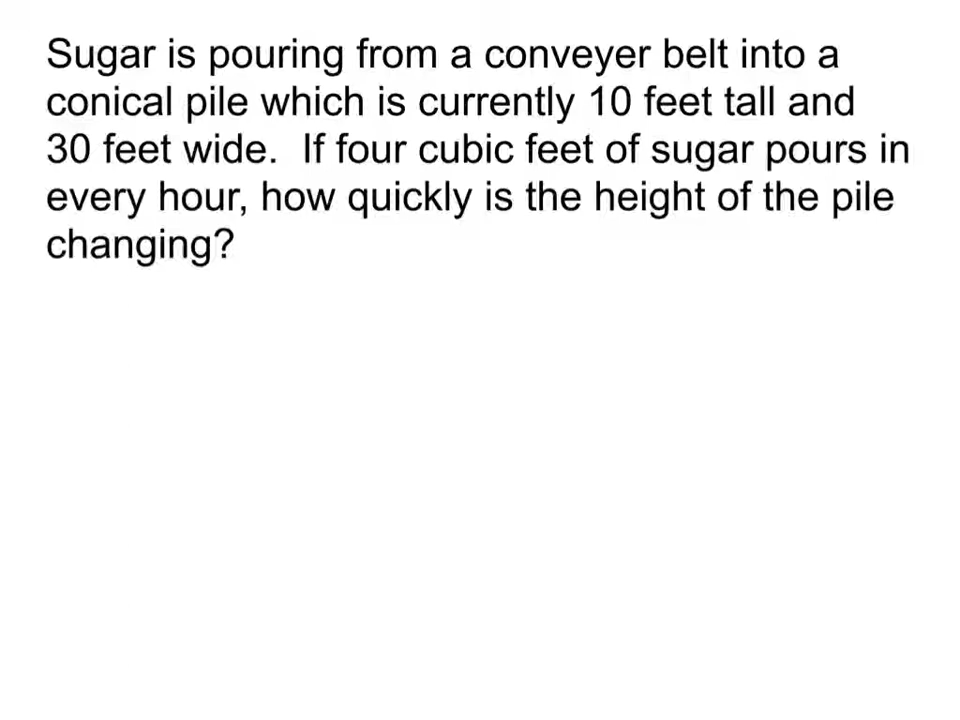 Sugar is pouring from a conveyer belt into a
conical pile which is currently 10 feet tall and
30 feet wide.  If four cubic feet of sugar pours in
every hour, how quickly is the height of the pile
changing?